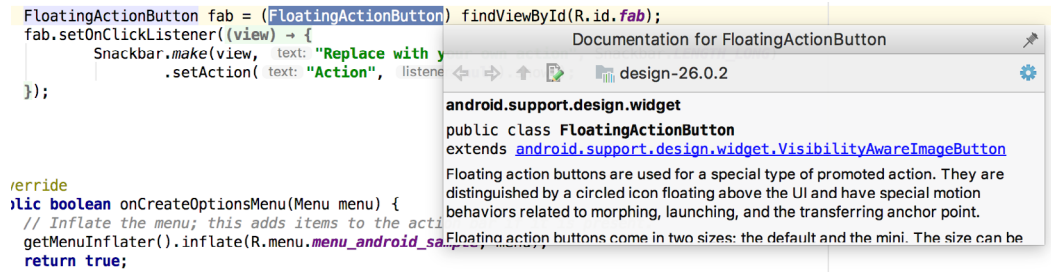 FloatingActionButton fab = (FloatingActionButton) findViewById(R.id.fab);
fab.setOnClickListener((view) → {
Snackbar.make(view, text: "Replace with y
.setAction( text: "Action", listene
});
verride
blic boolean onCreateOptionsMenu(Menu menu) {
// Inflate the menu; this adds items to the acti
getMenuInflater().inflate(R.menu.menu_android_sample, menu);
return true;
Documentation for FloatingActionButton
design-26.0.2
android.support.design.widget
public class FloatingActionButton
extends android.support.design.widget.VisibilityAwareImageButton
Floating action buttons are used for a special type of promoted action. They are
distinguished by a circled icon floating above the UI and have special motion
behaviors related to morphing, launching, and the transferring anchor point.
Floating action buttons come in two sizes: the default and the mini. The size can be